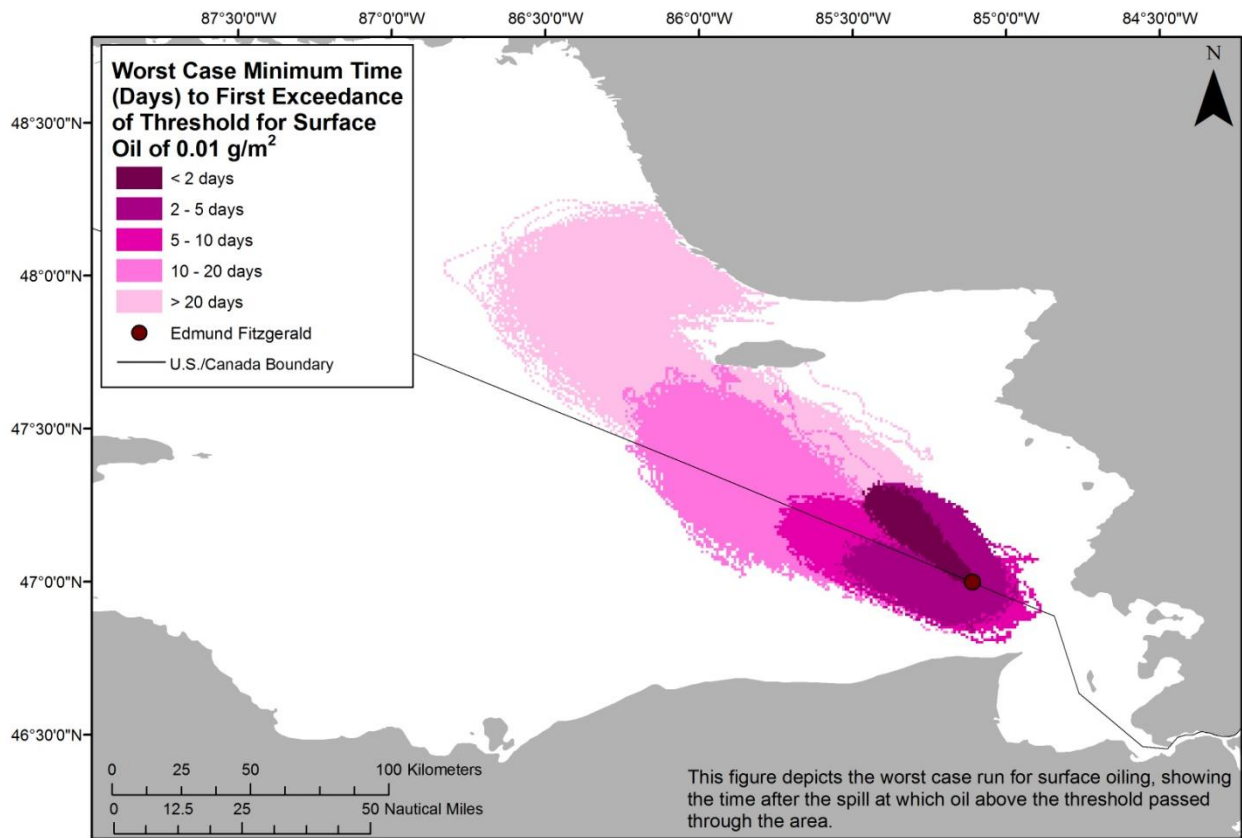 87°30'0"W 87°0'0"W 86°30'0"W 86°0'0"W 85°30'0"W 85°0'0"W 84°30'0"W
Worst Case Minimum Time
(Days) to First Exceedance
of Threshold for Surface
Oil of 0.01 g/m²
< 2 days
2 - 5 days
5 - 10 days
10 - 20 days
> 20 days
Edmund Fitzgerald
U.S./Canada Boundary
N
48°30'0"N
48°0'0"N
47°30'0"N
47°0'0"N
46°30'0"N
0 25 50 100 Kilometers
0 12.5 25 50 Nautical Miles
This figure depicts the worst case run for surface oiling, showing
the time after the spill at which oil above the threshold passed
through the area.